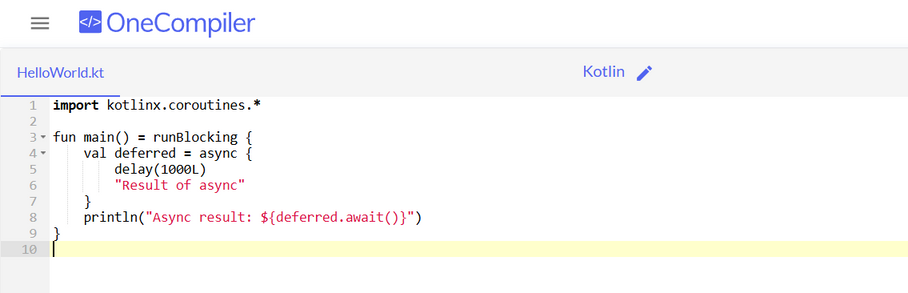 </> OneCompiler
HelloWorld.kt
Kotlin
1 import kotlinx.coroutines.*
2
3 fun main() = runBlocking {
4     val deferred = async {
5         delay(1000L)
6         "Result of async"
7     }
8     println("Async result: ${deferred.await()}")
9 }
10